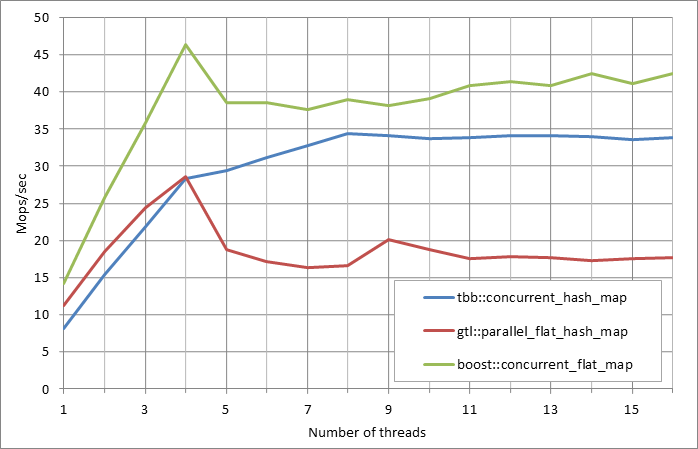 50
45
40
35
30
25
20
15
10
5
0
Mops/sec
tbb::concurrent_hash_map
gtl::parallel_flat_hash_map
boost::concurrent_flat_map
1 3 5 7 9 11 13 15
Number of threads